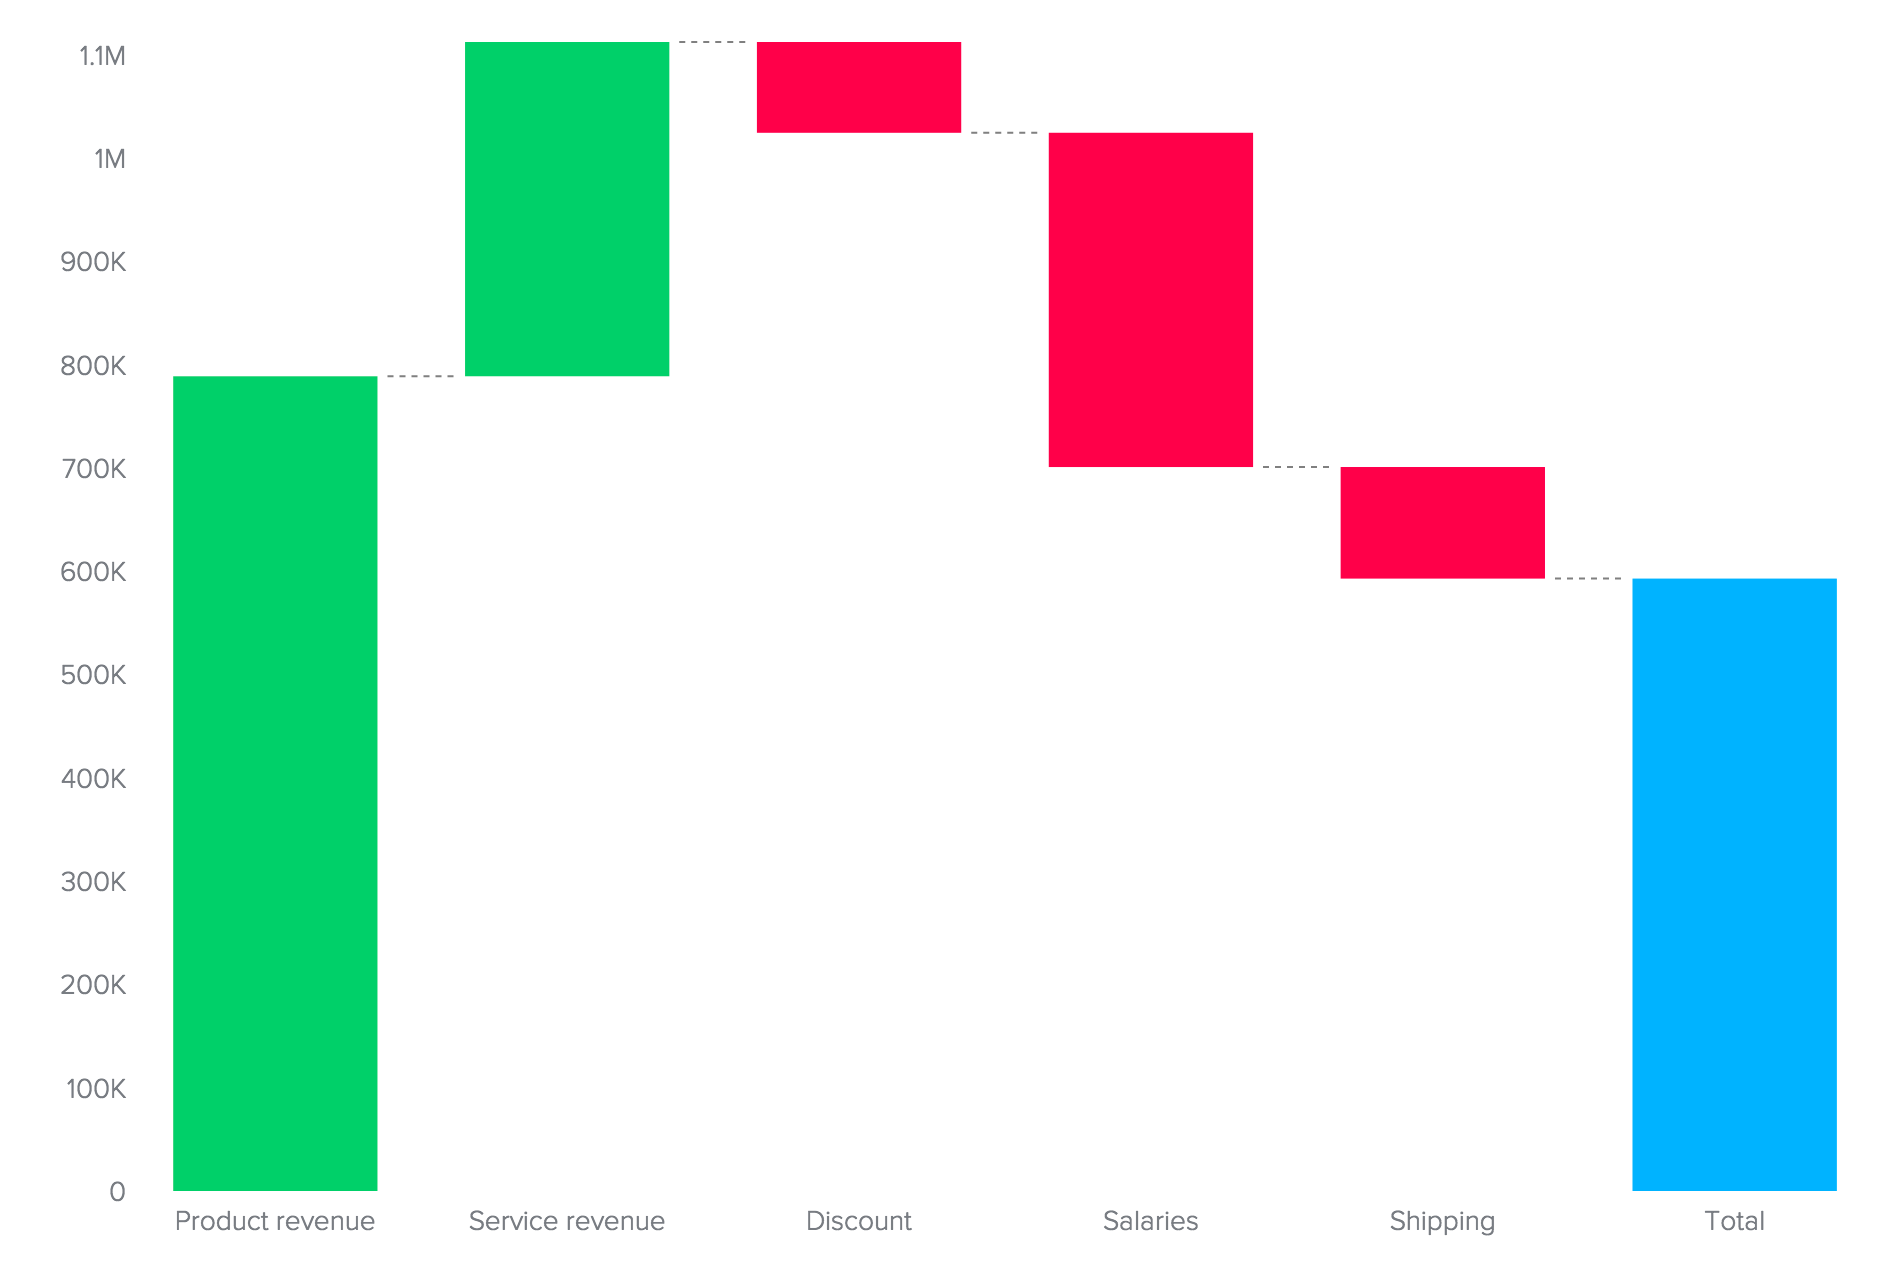 1.1M
1M
900K
800K
700K
600K
500K
400K
300K
200K
100K
0
Product revenue
Service revenue
Discount
Salaries
Shipping
Total